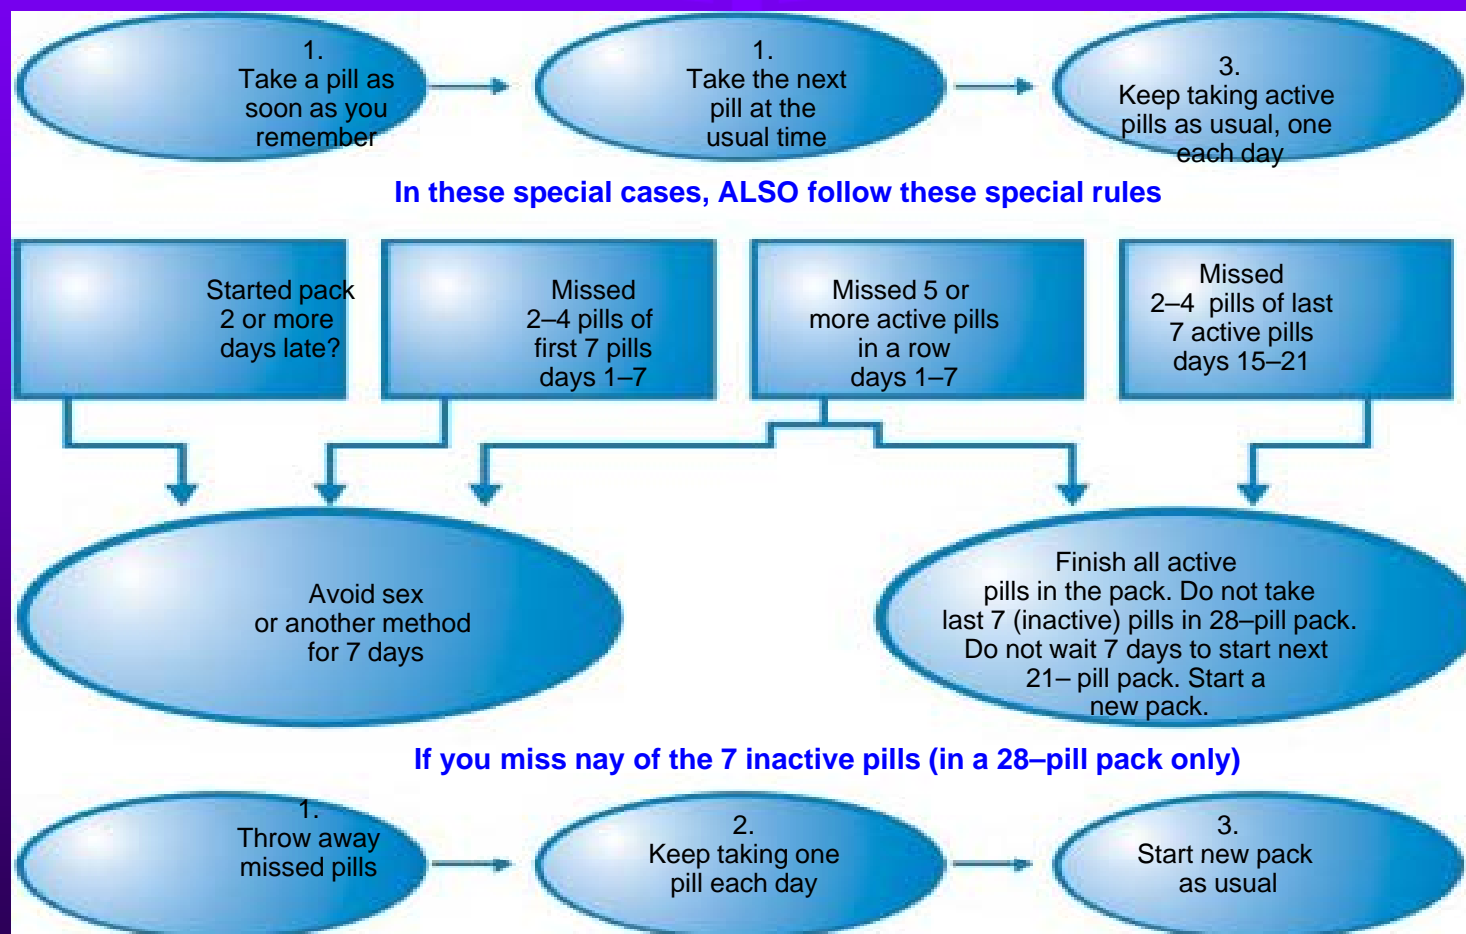 1.
Take a pill as
soon as you
remember
1.
Take the next
pill at the
usual time
3.
Keep taking active
pills as usual, one
each day
In these special cases, ALSO follow these special rules
Started pack
2 or more
days late?
Missed
2–4 pills of
first 7 pills
days 1–7
Missed 5 or
more active pills
in a row
days 1–7
Missed
2–4 pills of last
7 active pills
days 15–21
Avoid sex
or another method
for 7 days
Finish all active
pills in the pack. Do not take
last 7 (inactive) pills in 28–pill pack.
Do not wait 7 days to start next
21– pill pack. Start a
new pack.
If you miss nay of the 7 inactive pills (in a 28–pill pack only)
1.
Throw away
missed pills
2.
Keep taking one
pill each day
3.
Start new pack
as usual